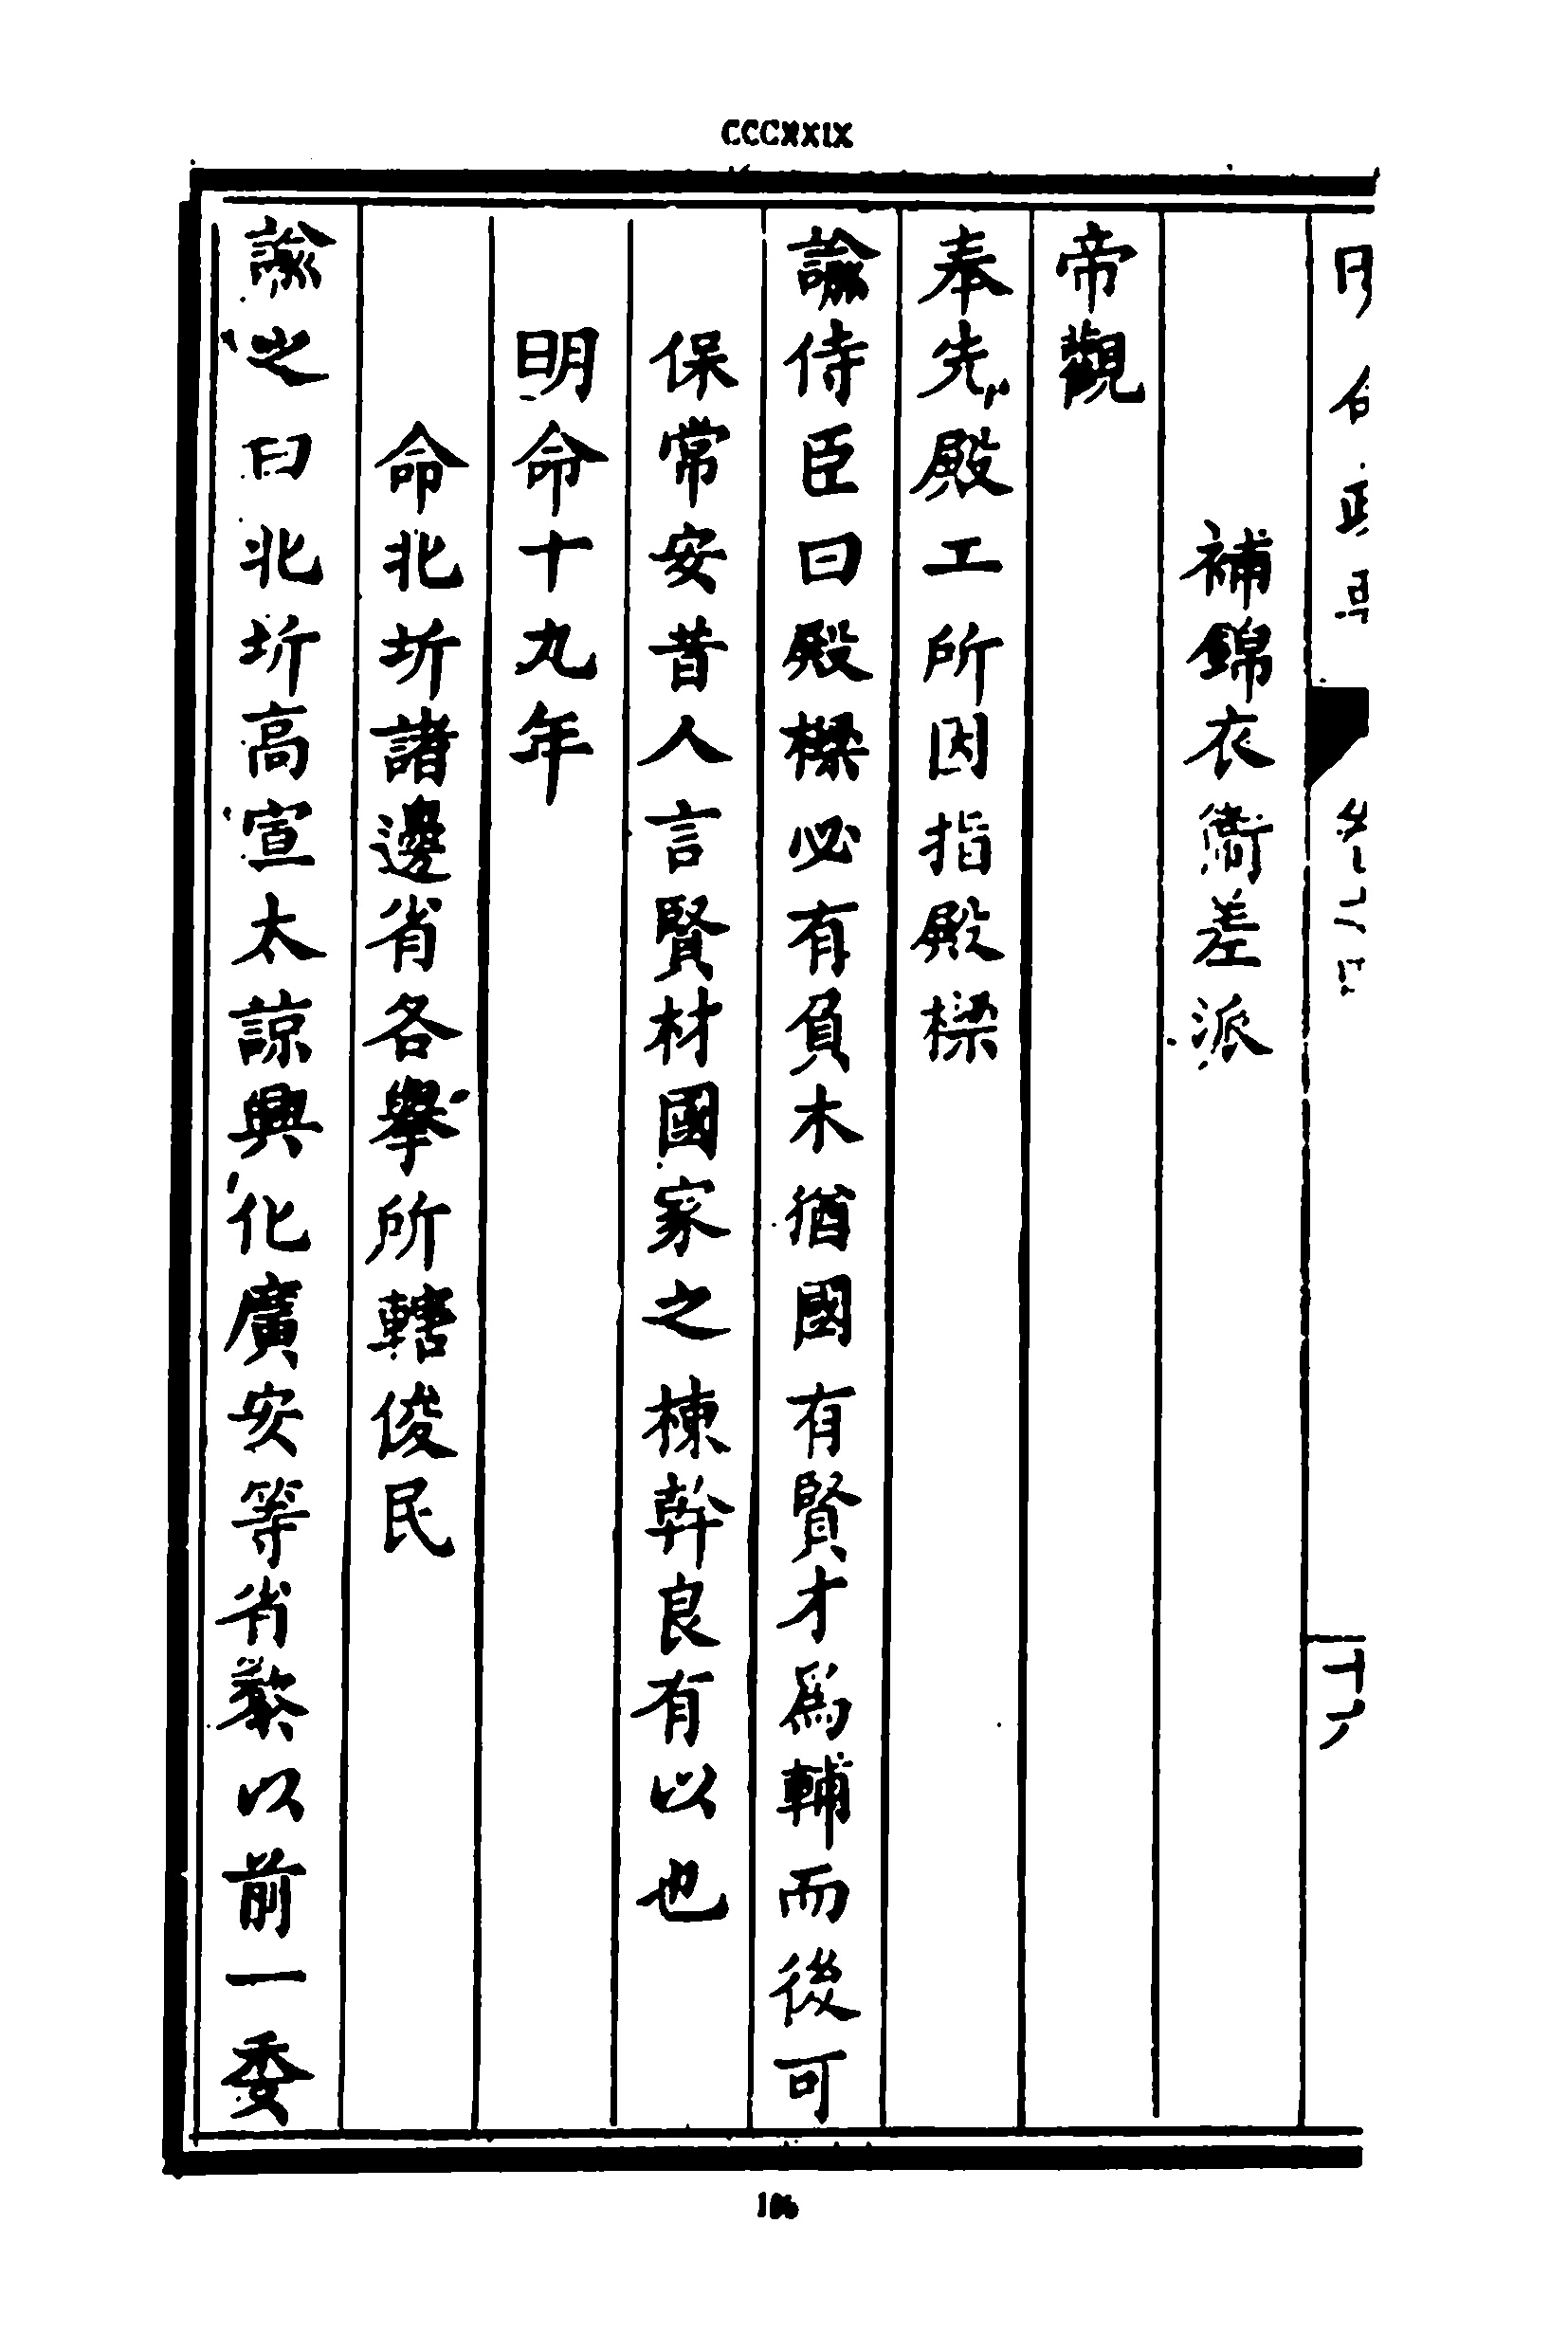 CCCXXIX
補錦衣衛差派
帝觀
奉先殿工所因指殿樑
諭侍臣曰殿樑必有負木猶國有賢才爲輔而後可
保常安昔人言賢材國家之棟幹良有以也
明命十九年
命北圻諸邊省各擧所轄俊民
諭之曰北圻高宣太諒興化廣安等省蓁以前一委
106